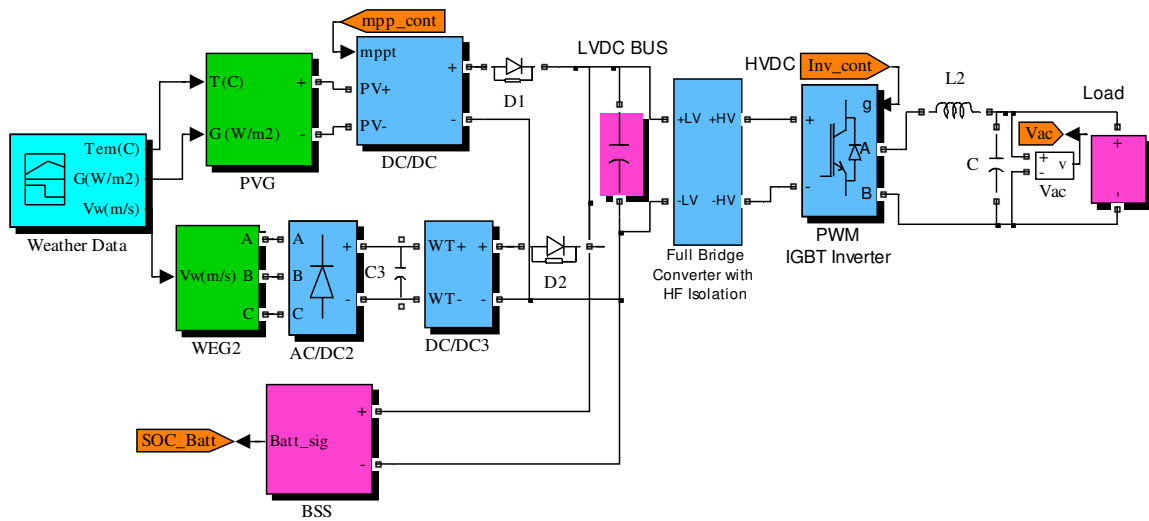 mpp_cont
mppt
PV+
PV-
+
-
DC/DC
T(C)
G (W/m2)
+
-
PVG
Tem(C)
G(W/m2)
Vw(m/s)
Weather Data
D1
LVDC BUS
+LV +HV
-LV -HV
Full Bridge
Converter with
HF Isolation
HVDC
Inv_cont
g
+
-
A
B
PWM
IGBT Inverter
L2
C
Load
Vac
+
-
v
Vac
+
-
Vw(m/s)
A
B
C
WEG2
A
B
C
+
-
AC/DC2
C3
WT+ +
WT- -
DC/DC3
D2
SOC_Batt
Batt_sig
+
-
BSS